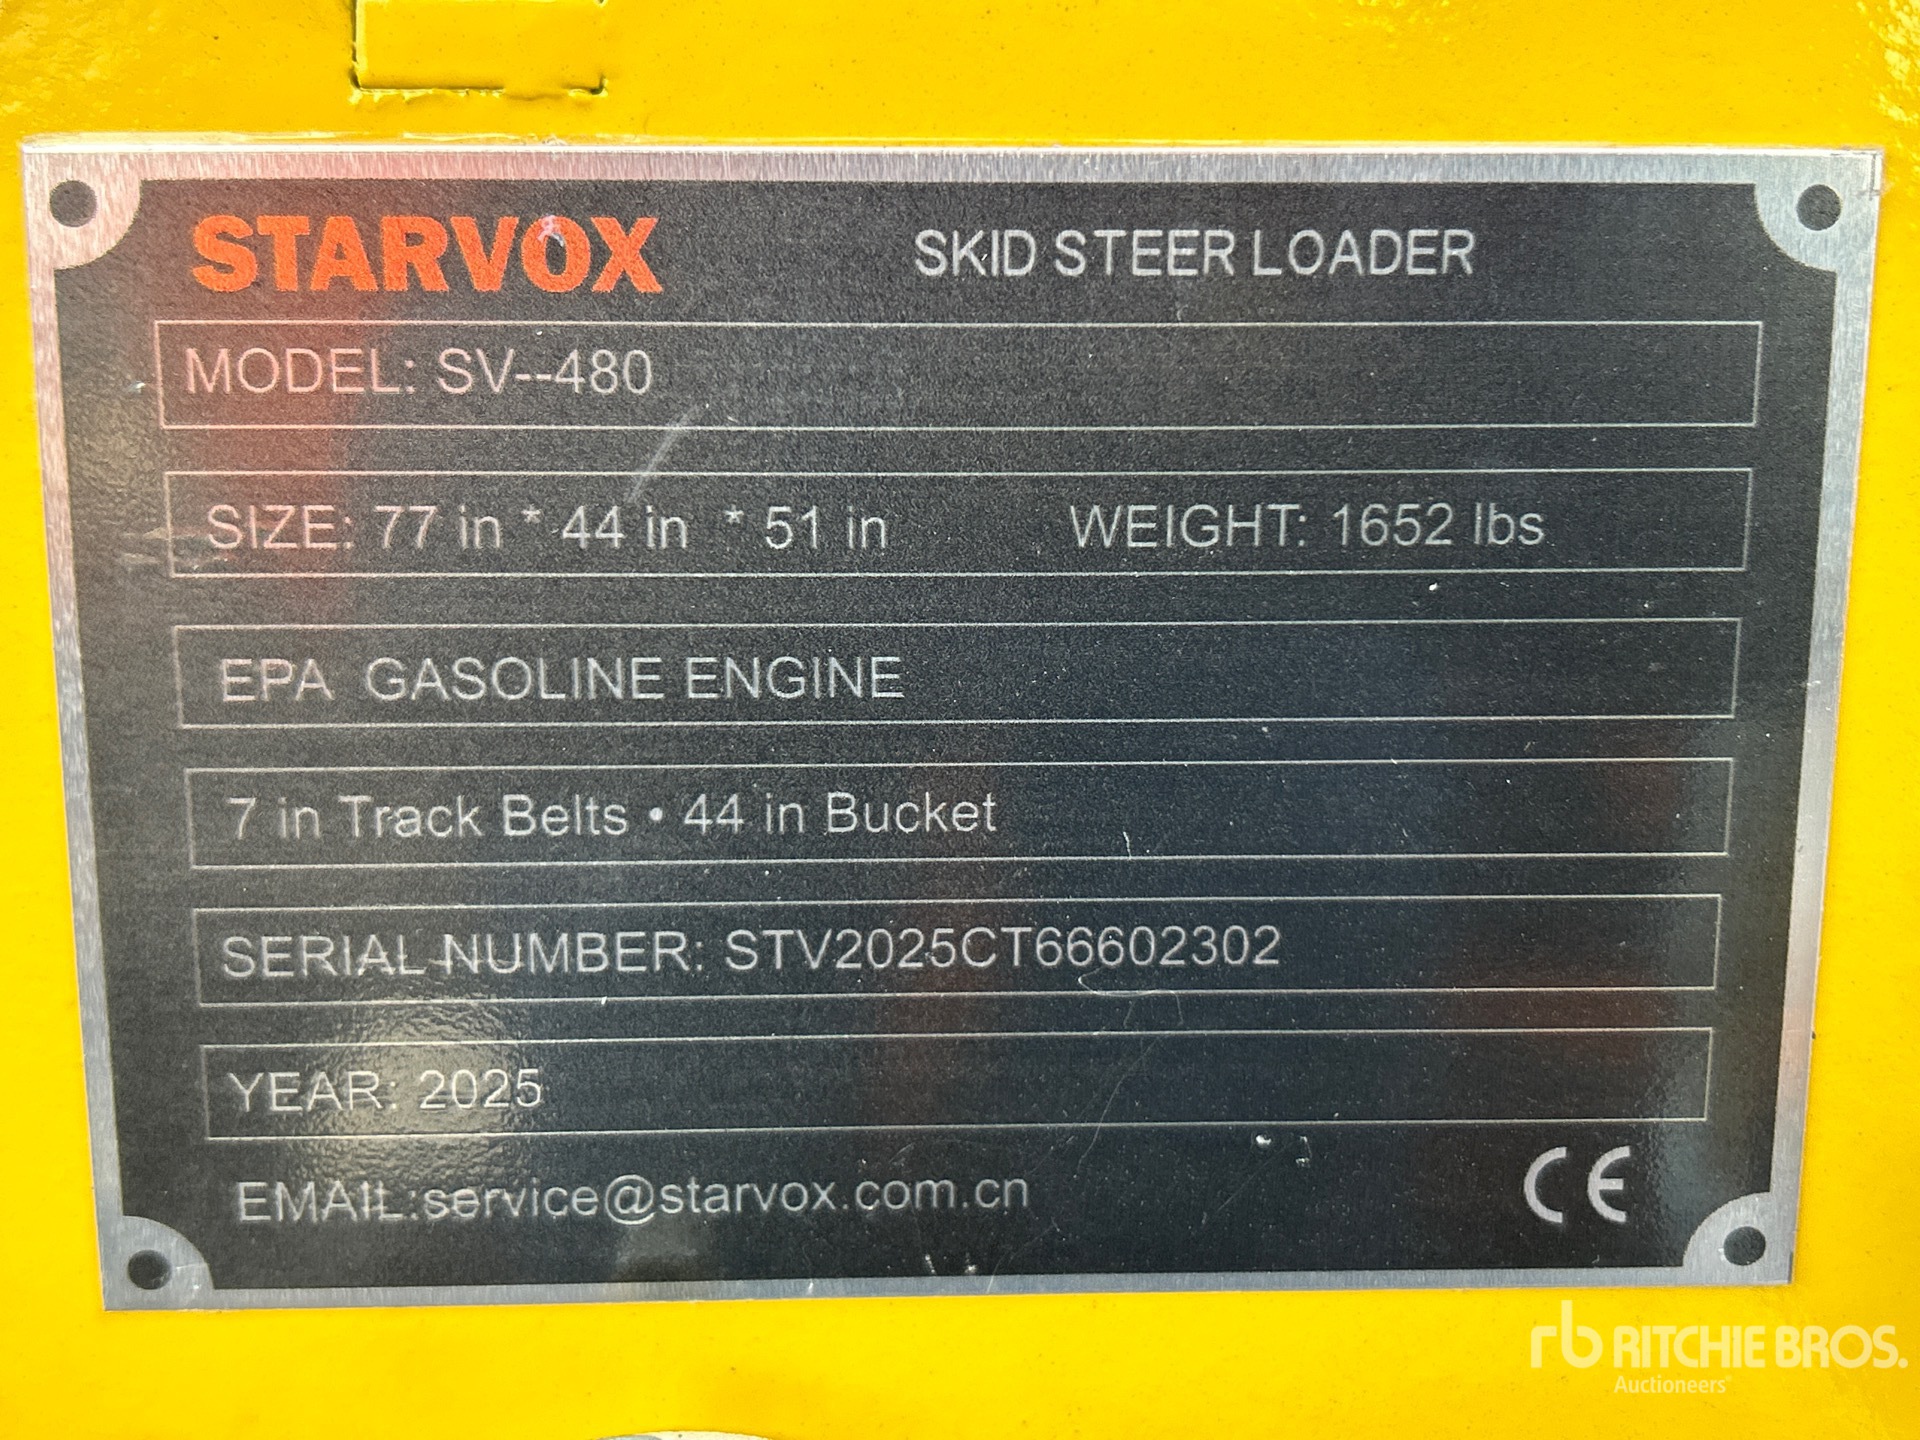 STARVOX SKID STEER LOADER
MODEL: SV--480
SIZE: 77 in * 44 in * 51 in WEIGHT: 1652 lbs
EPA GASOLINE ENGINE
7 in Track Belts • 44 in Bucket
SERIAL NUMBER: STV2025CT66602302
YEAR: 2025
EMAIL:service@starvox.com.cn CE
rb RITCHIE BROS.
Auctioneers